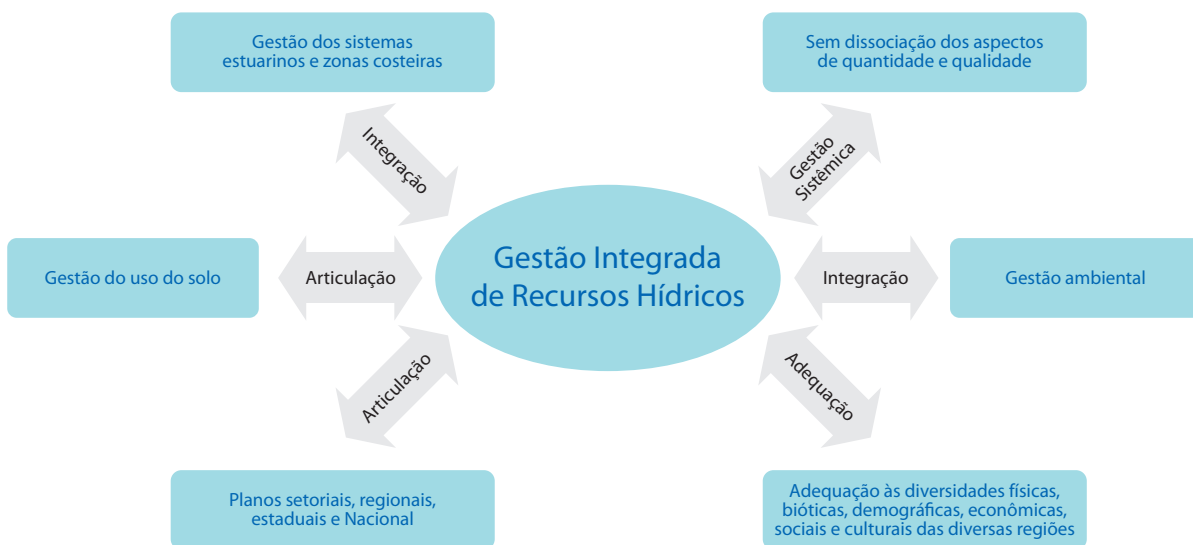 Gestão dos sistemas
estuarinos e zonas costeiras
Sem dissociação dos aspectos
de quantidade e qualidade
Integração
Gestão
Sistêmica
Gestão do uso do solo
Articulação
Gestão Integrada
de Recursos Hídricos
Integração
Gestão ambiental
Articulação
Adequação
Planos setoriais, regionais,
estaduais e Nacional
Adequação às diversidades físicas,
bióticas, demográficas, econômicas,
sociais e culturais das diversas regiões